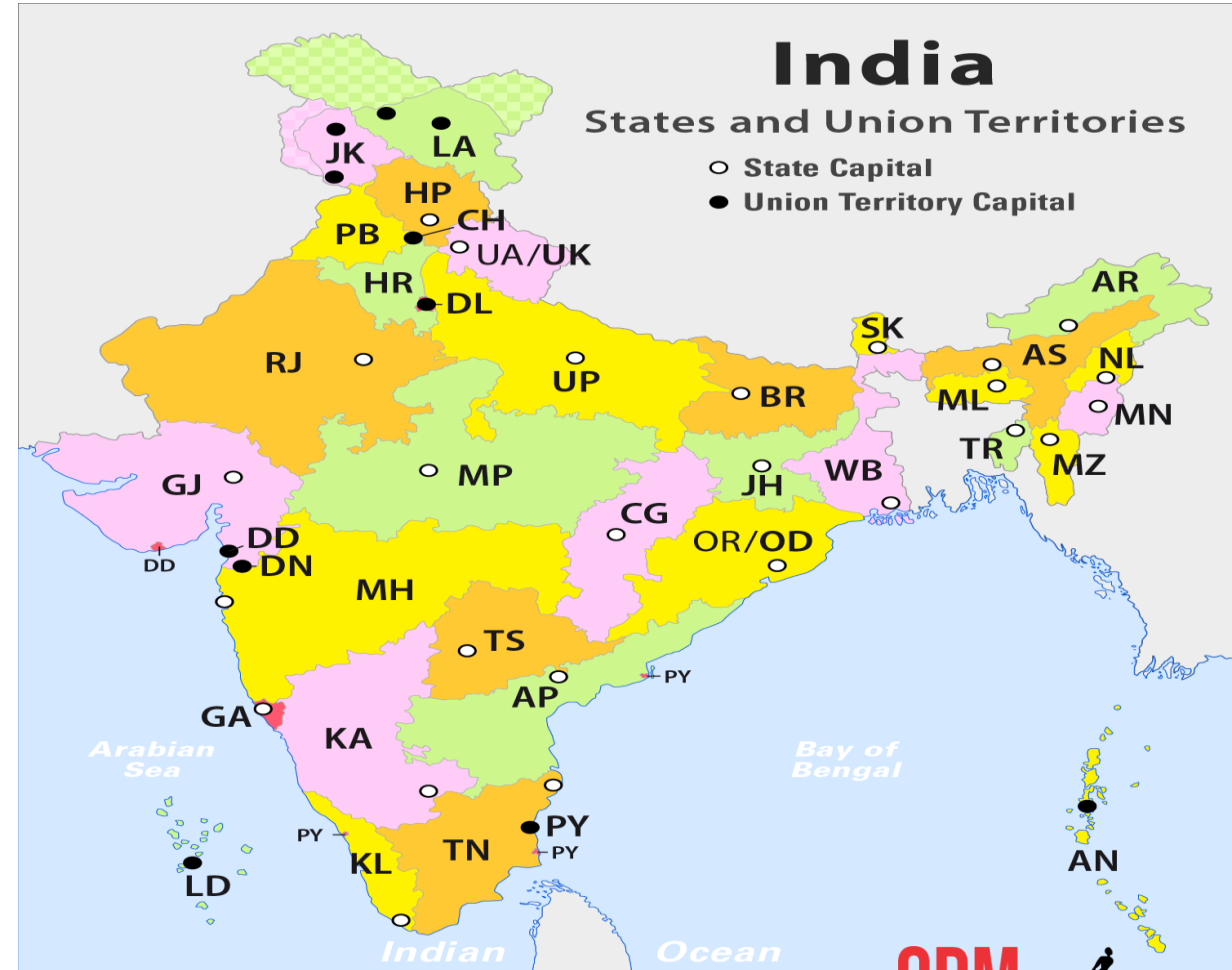 India
States and Union Territories
State Capital
Union Territory Capital
JK
LA
HP
CH
PB
UA/UK
HR
DL
AR
SK
RJ
AS
NL
UP
BR
ML
MN
TR
MZ
GJ
MP
JH
WB
CG
OR/OD
DD
DD
DN
MH
TS
PY
AP
GA
KA
Arabian
Sea
Bay of
Bengal
PY
PY
TN
PY
KL
AN
LD
Indian Ocean